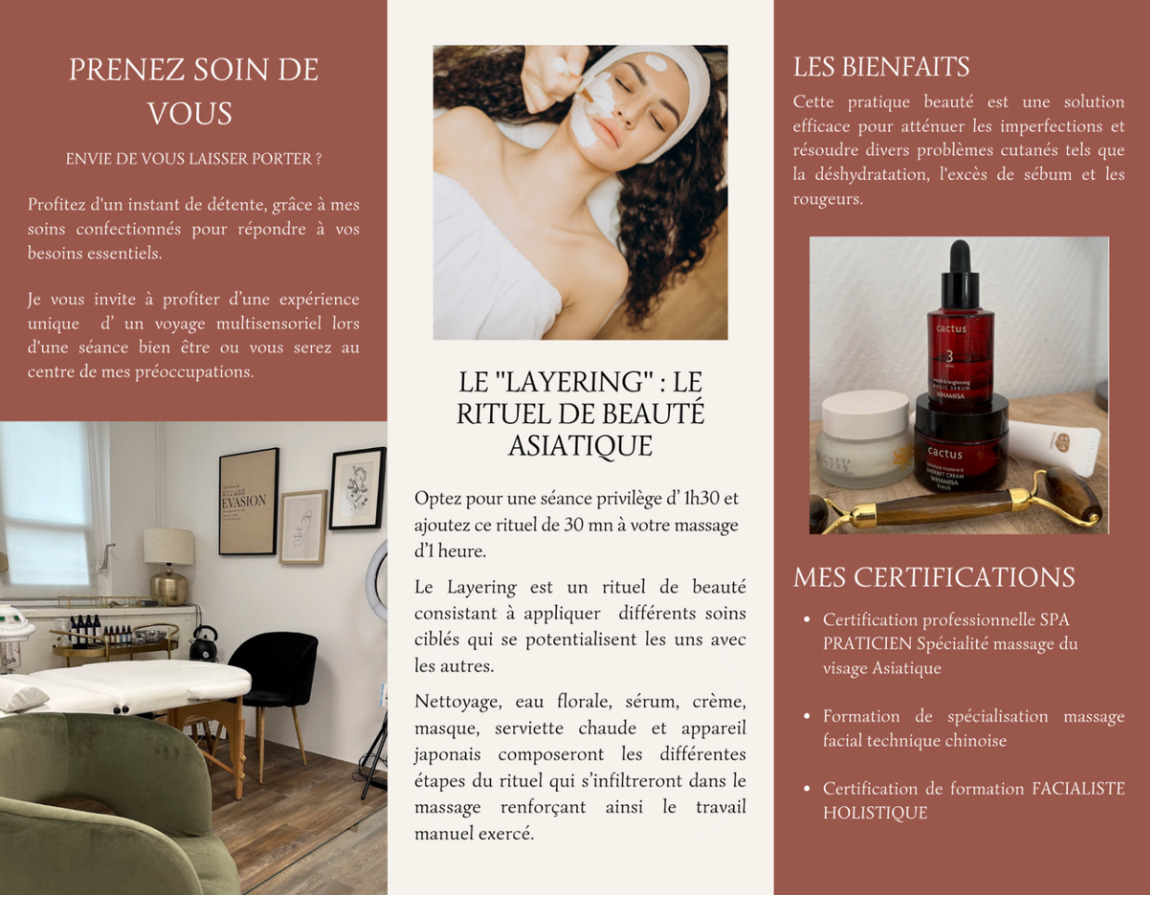 PRENEZ SOIN DE
VOUS
ENVIE DE VOUS LAISSER PORTER ?
Profitez d'un instant de détente, grâce à mes
soins confectionnés pour répondre à vos
besoins essentiels.
Je vous invite à profiter d'une expérience
unique d' un voyage multisensoriel lors
d'une séance bien être ou vous serez au
centre de mes préoccupations.
EVASION
LE "LAYERING" : LE
RITUEL DE BEAUTÉ
ASIATIQUE
Optez pour une séance privilège d' 1h30 et
ajoutez ce rituel de 30 mn à votre massage
d'1 heure.
Le Layering est un rituel de beauté
consistant à appliquer différents soins
ciblés qui se potentialisent les uns avec
les autres.
Nettoyage, eau florale, sérum, crème,
masque, serviette chaude et appareil
japonais composeront les différentes
étapes du rituel qui s'infiltreront dans le
massage renforçant ainsi le travail
manuel exercé.
LES BIENFAITS
Cette pratique beauté est une solution
efficace pour atténuer les imperfections et
résoudre divers problèmes cutanés tels que
la déshydratation, l'excès de sébum et les
rougeurs.
cactus
3
WHAMISA
cactus
SHERBET CREAM
WHAMISA
fresh
MES CERTIFICATIONS
• Certification professionnelle SPA
PRATICIEN Spécialité massage du
visage Asiatique
• Formation de spécialisation massage
facial technique chinoise
• Certification de formation FACIALISTE
HOLISTIQUE